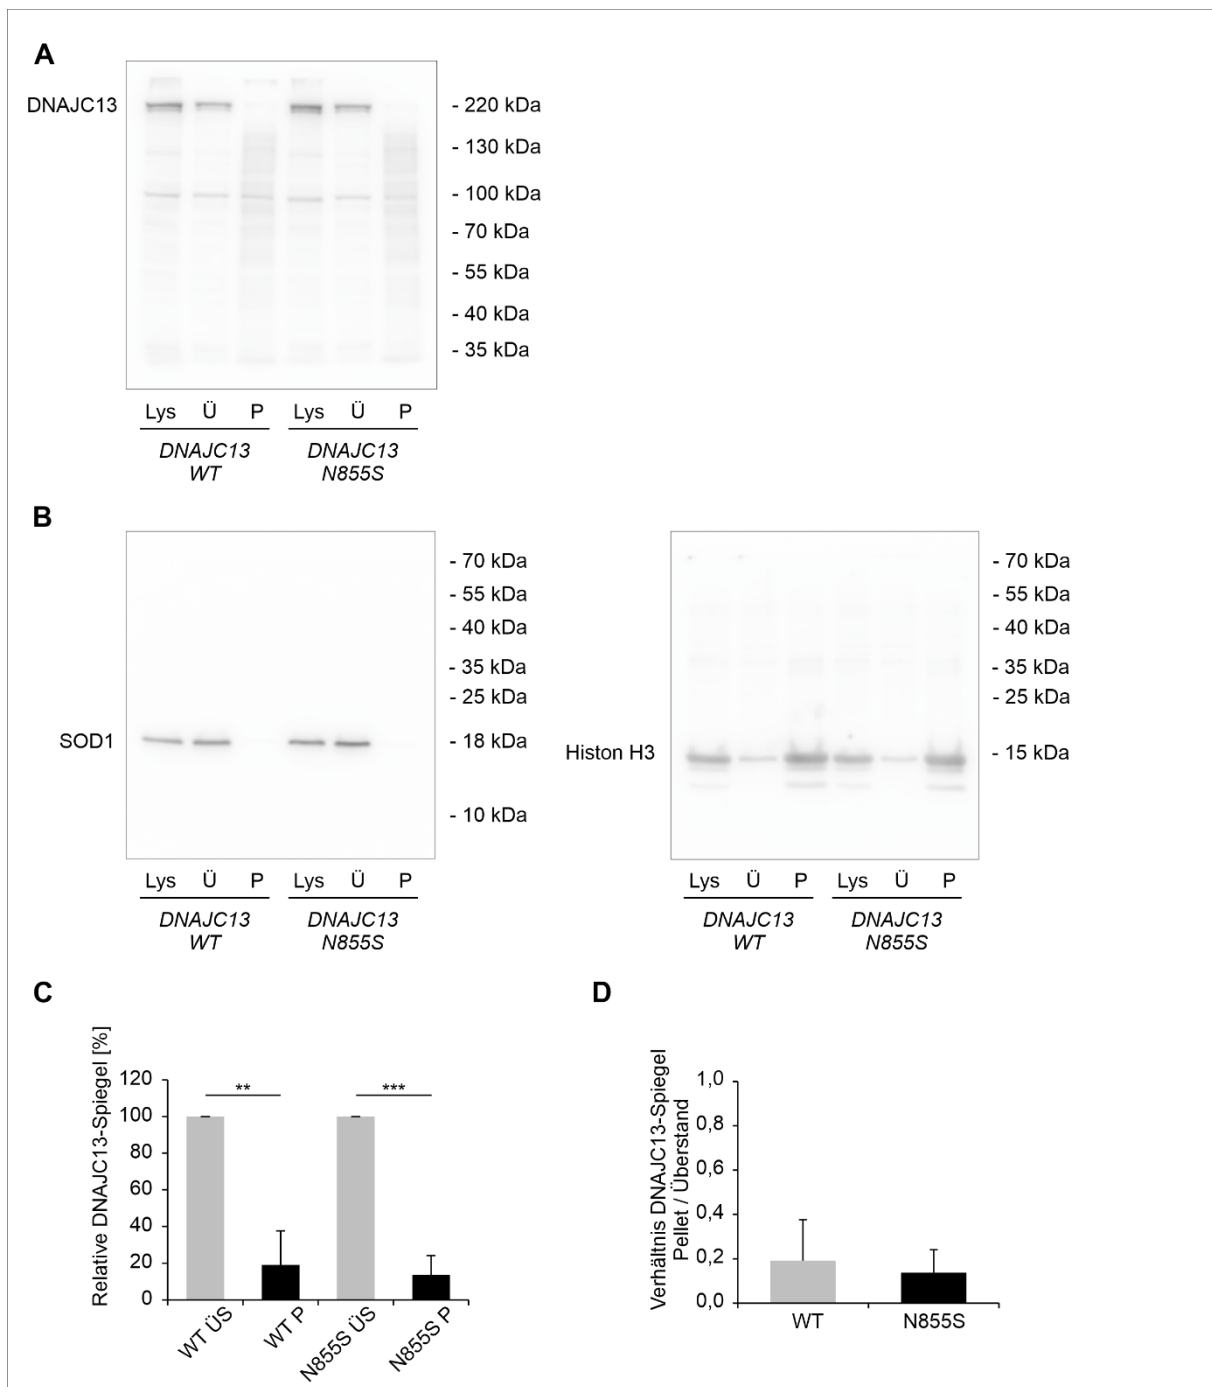 A
DNAJC13
- 220 kDa
- 130 kDa
- 100 kDa
- 70 kDa
- 55 kDa
- 40 kDa
- 35 kDa
Lys Ü P Lys Ü P
DNAJC13 WT
DNAJC13 N855S
B
SOD1
- 70 kDa
- 55 kDa
- 40 kDa
- 35 kDa
- 25 kDa
- 18 kDa
- 10 kDa
Lys Ü P Lys Ü P
DNAJC13 WT
DNAJC13 N855S
Histon H3
- 70 kDa
- 55 kDa
- 40 kDa
- 35 kDa
- 25 kDa
- 15 kDa
Lys Ü P Lys Ü P
DNAJC13 WT
DNAJC13 N855S
C
Relative DNAJC13-Spiegel [%]
120
100
80
60
40
20
0
** ***
WT ÜS
WT P
N855S ÜS
N855S P
D
Verhältnis DNAJC13-Spiegel
Pellet / Überstand
1,0
0,8
0,6
0,4
0,2
0,0
WT N855S